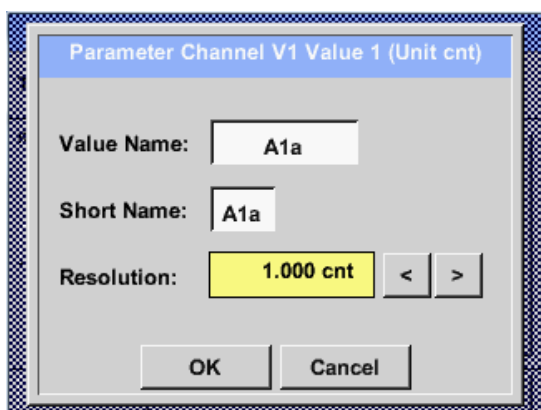 Parameter Channel V1 Value 1 (Unit cnt)
Value Name: A1a
Short Name: A1a
Resolution: 1.000 cnt < >
OK Cancel